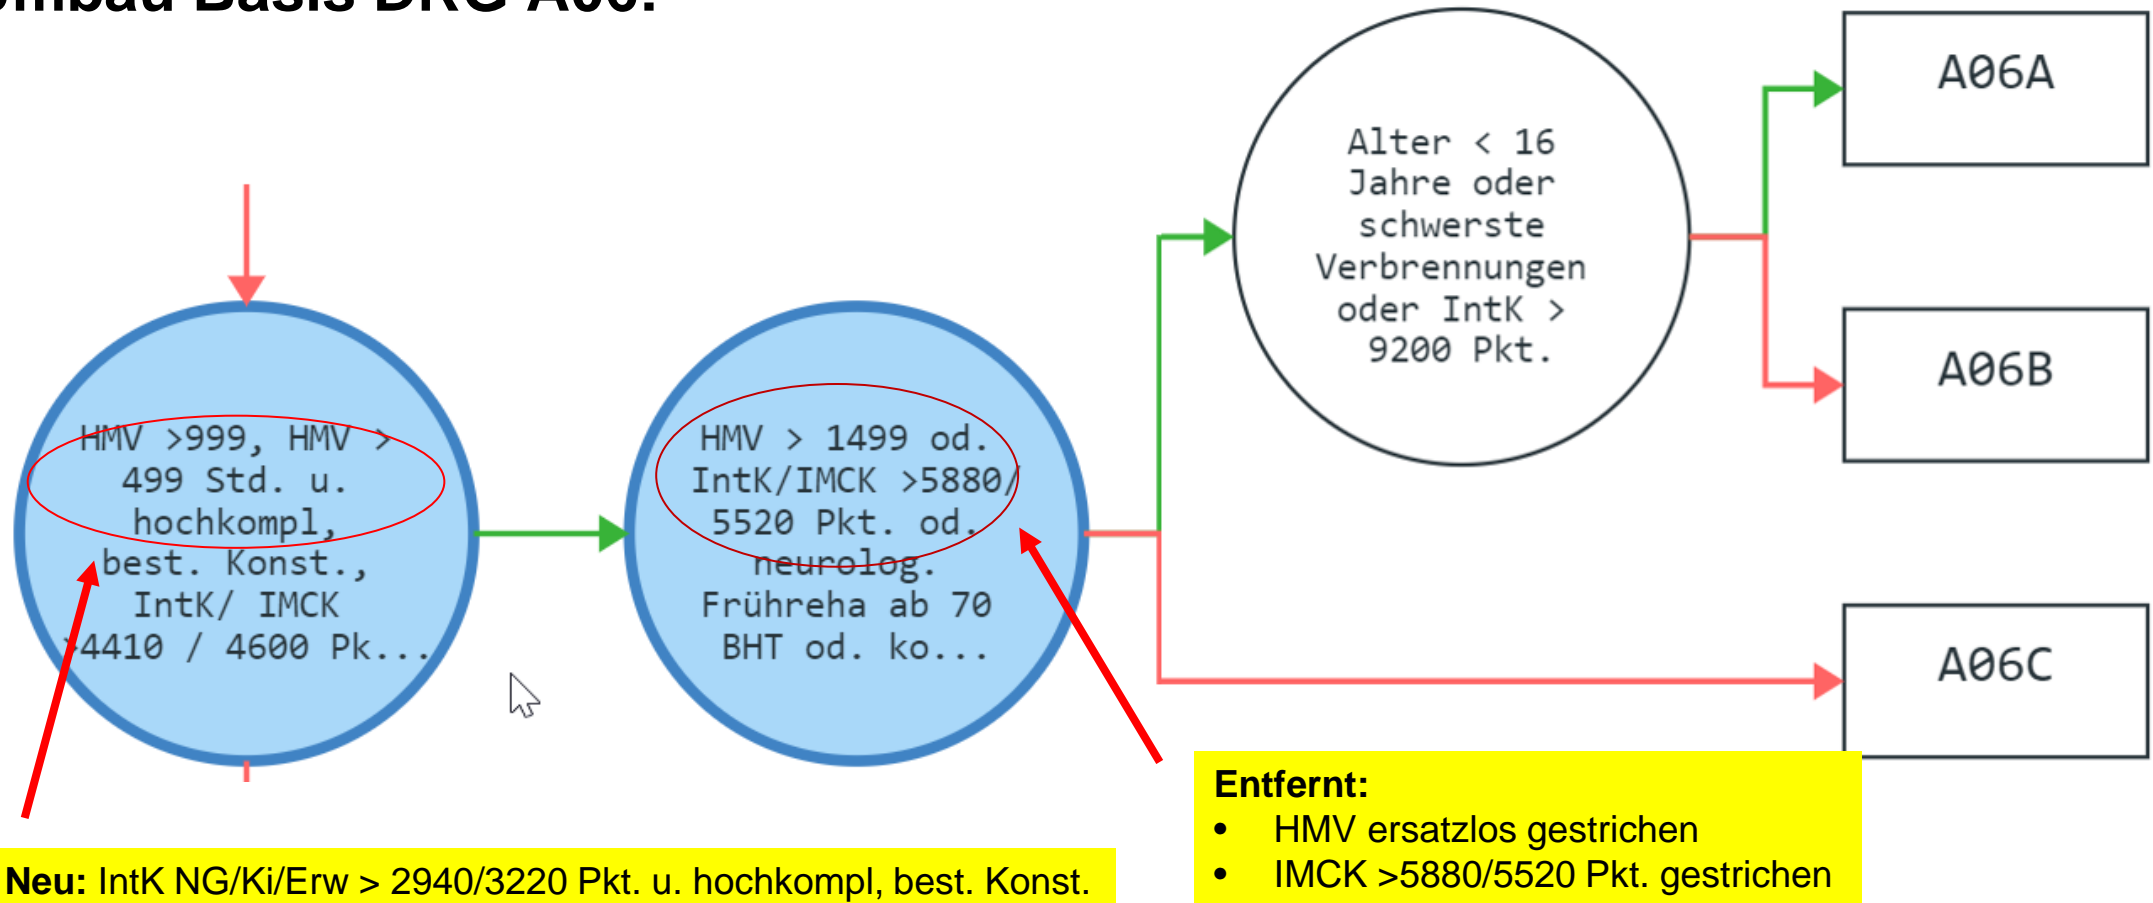 Umbau Basis DRG A06:
HMV >999, HMV >
499 Std. u.
hochkompl,
best. Konst.,
IntK/ IMCK
>4410 / 4600 Pk...
HMV > 1499 od.
IntK/IMCK >5880/
5520 Pkt. od.
neurolog.
Frühreha ab 70
BHT od. ko...
Alter < 16
Jahre oder
schwerste
Verbrennungen
oder IntK >
9200 Pkt.
A06A
A06B
A06C
Neu: IntK NG/Ki/Erw > 2940/3220 Pkt. u. hochkompl, best. Konst.
Entfernt:
• HMV ersatzlos gestrichen
• IMCK >5880/5520 Pkt. gestrichen